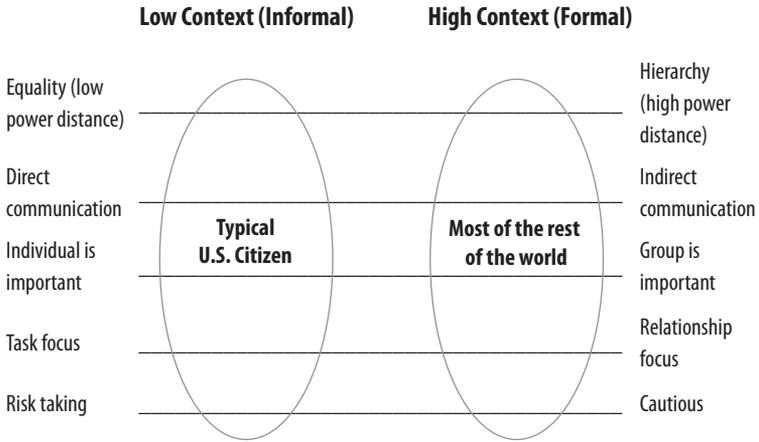 Low Context (Informal)
High Context (Formal)
Equality (low
power distance)
Hierarchy
(high power
distance)
Direct
communication
Indirect
communication
Typical
U.S. Citizen
Most of the rest
of the world
Individual is
important
Group is
important
Task focus
Relationship
focus
Risk taking
Cautious